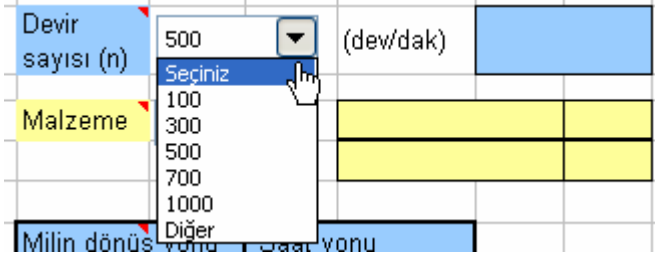 Devir
sayısı (n)
500
(dev/dak)
Seçiniz
100
300
500
700
1000
Diğer
Malzeme
Milin dönüş yönü
Saat yönü